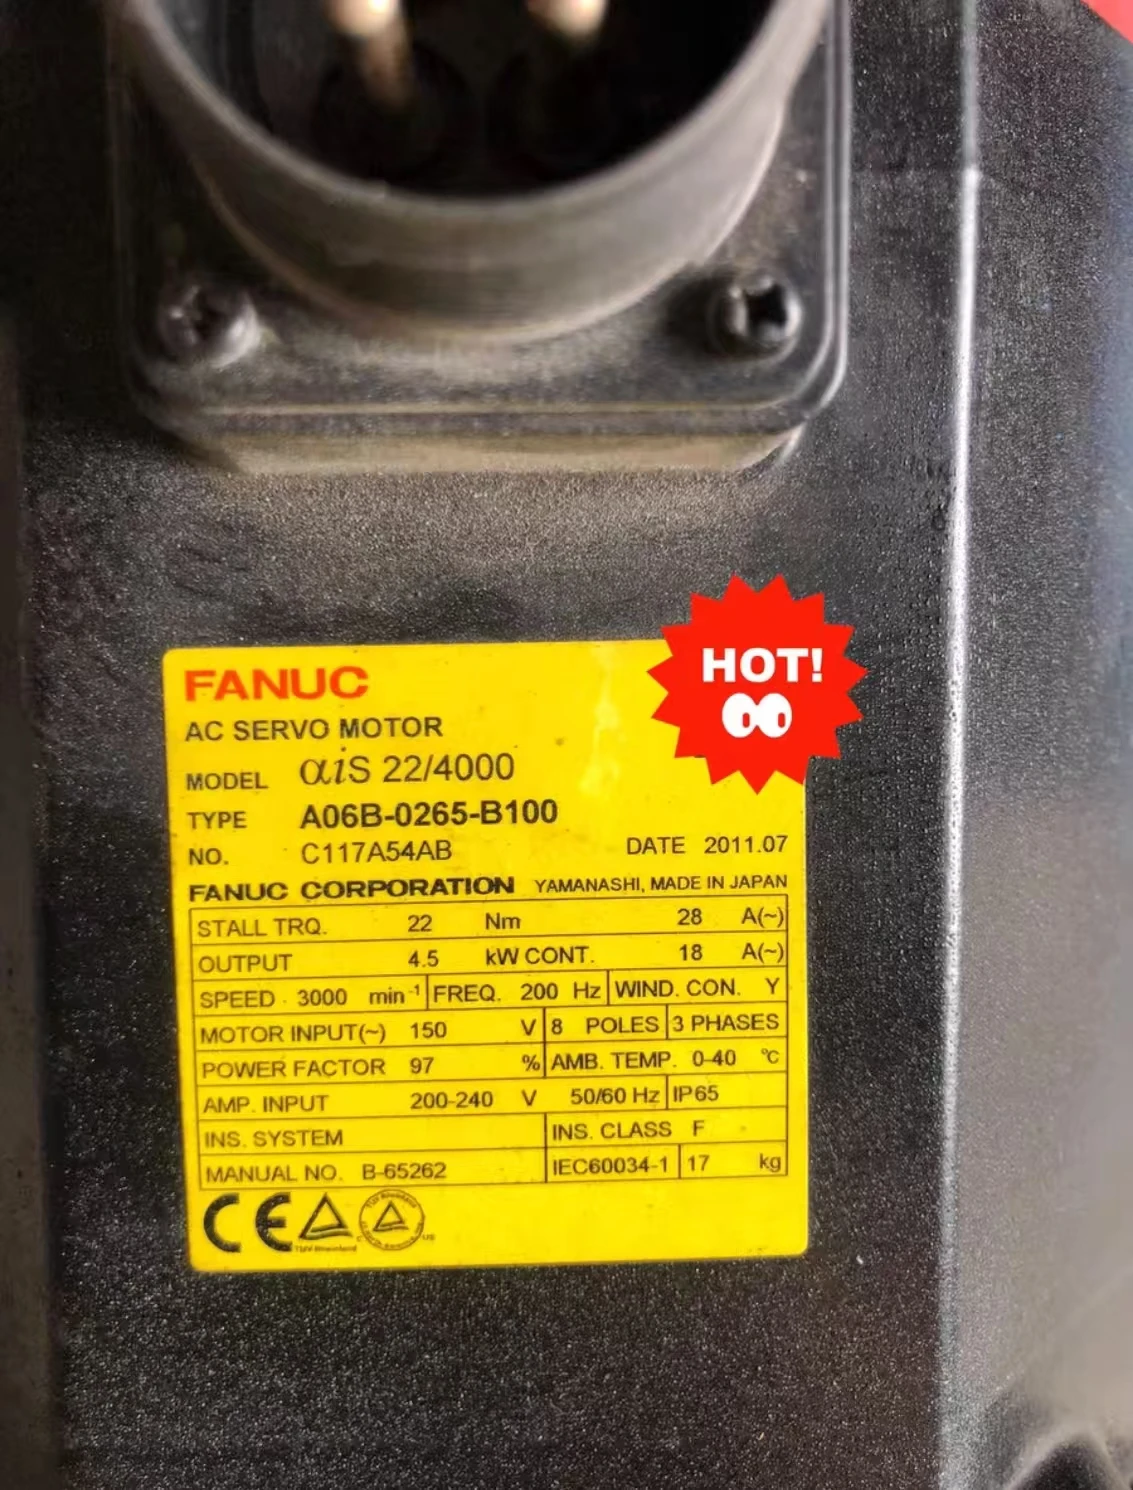 HOT!
FANUC
AC SERVO MOTOR
MODEL αiS 22/4000
TYPE A06B-0265-B100
NO. C117A54AB DATE 2011.07
FANUC CORPORATION YAMANASHI, MADE IN JAPAN
STALL TRQ. 22 Nm 28 A(~)
OUTPUT 4.5 kW CONT. 18 A(~)
SPEED 3000 min⁻¹ FREQ. 200 Hz WIND. CON. Y
MOTOR INPUT(~) 150 V 8 POLES 3 PHASES
POWER FACTOR 97 % AMB. TEMP. 0-40 ℃
AMP. INPUT 200-240 V 50/60 Hz IP65
INS. SYSTEM INS. CLASS F
MANUAL NO. B-65262 IEC60034-1 17 kg
CE
TUV Rheinland
C US